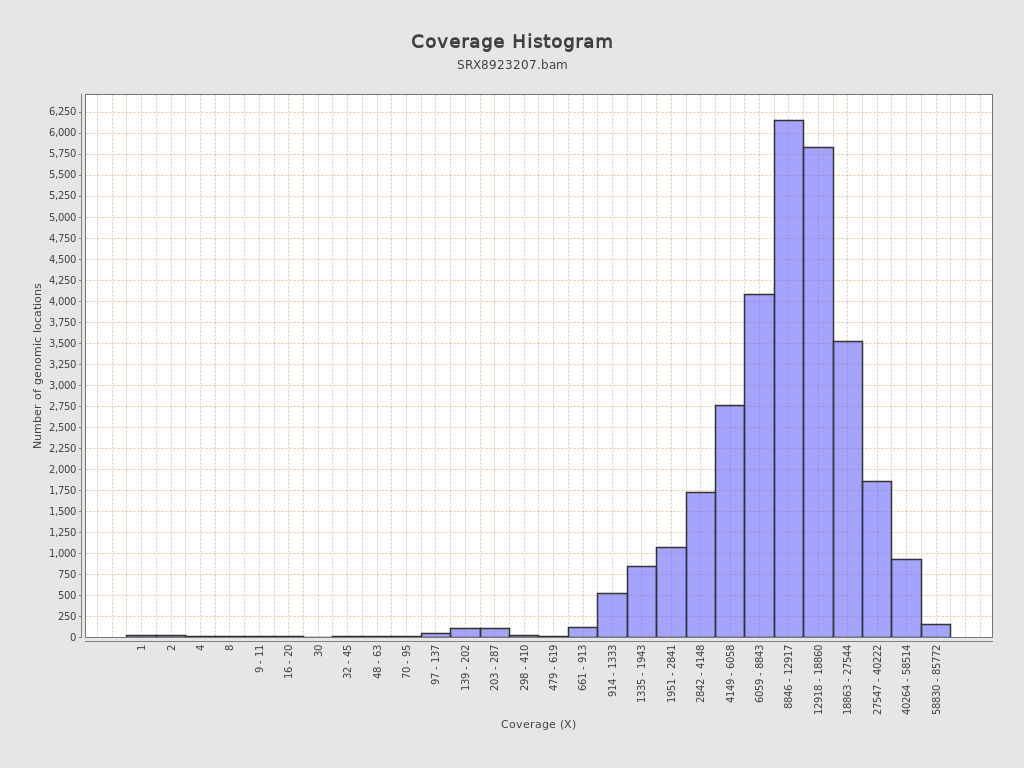 Coverage Histogram
SRX8923207.bam
Number of genomic locations
6,250
6,000
5,750
5,500
5,250
5,000
4,750
4,500
4,250
4,000
3,750
3,500
3,250
3,000
2,750
2,500
2,250
2,000
1,750
1,500
1,250
1,000
750
500
250
0
1
2
4
8
9 - 11
16 - 20
30
32 - 45
48 - 63
70 - 95
97 - 137
139 - 202
203 - 287
298 - 410
479 - 619
661 - 913
914 - 1333
1335 - 1943
1951 - 2841
2842 - 4148
4149 - 6058
6059 - 8843
8846 - 12917
12918 - 18860
18863 - 27544
27547 - 40222
40264 - 58514
58830 - 85772
Coverage (X)